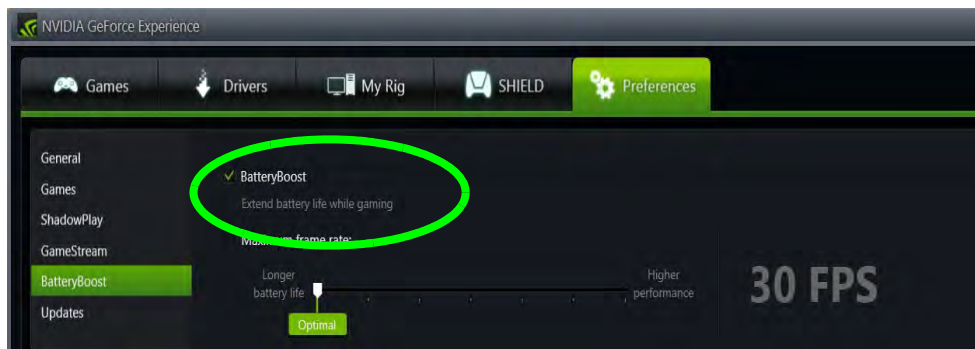 NVIDIA GeForce Experience
Games Drivers My Rig SHIELD Preferences
General
Games
ShadowPlay
GameStream
BatteryBoost
Updates
BatteryBoost
Extend battery life while gaming
Maximum frame rate:
Longer
battery life
Higher
performance
Optimal
30 FPS